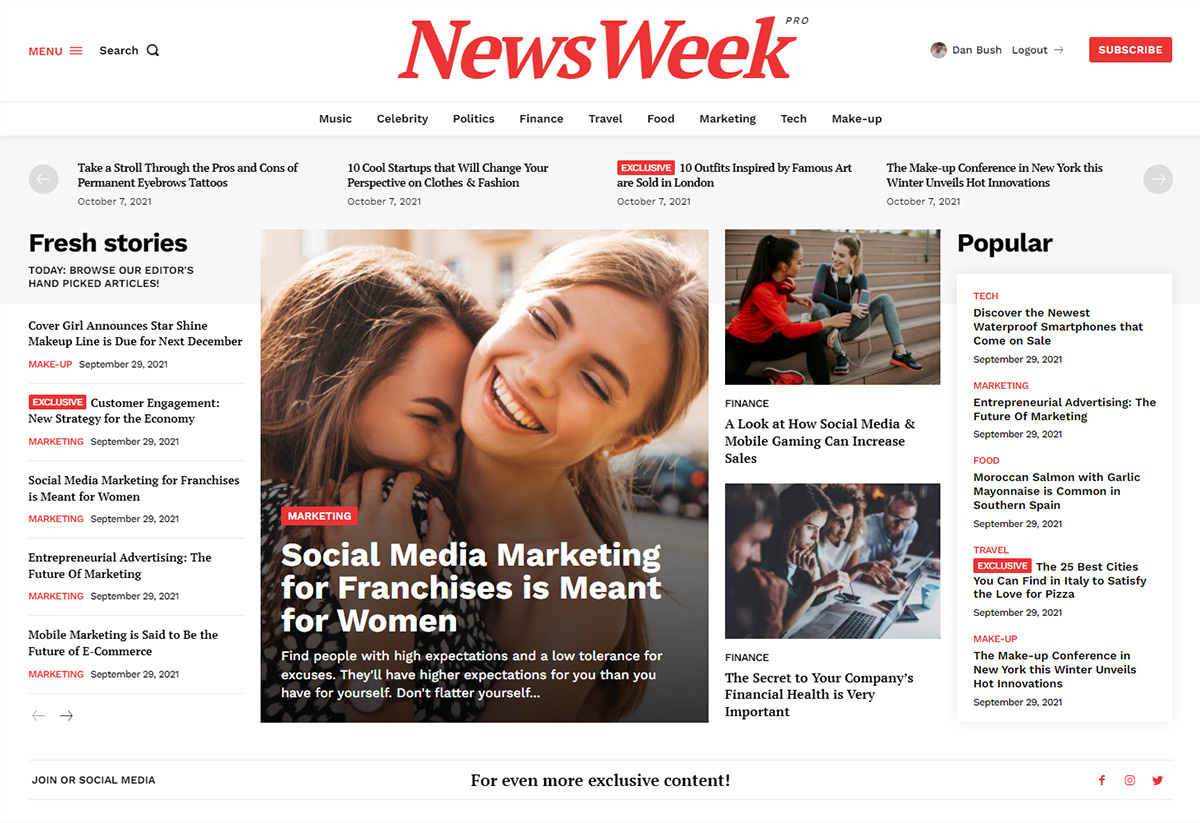 MENU
Search
NewsWeek PRO
Dan Bush
Logout
SUBSCRIBE
Music Celebrity Politics Finance Travel Food Marketing Tech Make-up
Take a Stroll Through the Pros and Cons of
Permanent Eyebrows Tattoos
October 7, 2021
10 Cool Startups that Will Change Your
Perspective on Clothes & Fashion
October 7, 2021
EXCLUSIVE 10 Outfits Inspired by Famous Art
are Sold in London
October 7, 2021
The Make-up Conference in New York this
Winter Unveils Hot Innovations
October 7, 2021
Fresh stories
TODAY: BROWSE OUR EDITOR'S
HAND PICKED ARTICLES!
Cover Girl Announces Star Shine
Makeup Line is Due for Next December
MAKE-UP September 29, 2021
EXCLUSIVE Customer Engagement:
New Strategy for the Economy
MARKETING September 29, 2021
Social Media Marketing for Franchises
is Meant for Women
MARKETING September 29, 2021
Entrepreneurial Advertising: The
Future Of Marketing
MARKETING September 29, 2021
Mobile Marketing is Said to Be the
Future of E-Commerce
MARKETING September 29, 2021
MARKETING
Social Media Marketing
for Franchises is Meant
for Women
Find people with high expectations and a low tolerance for
excuses. They'll have higher expectations for you than you
have for yourself. Don't flatter yourself...
FINANCE
A Look at How Social Media &
Mobile Gaming Can Increase
Sales
FINANCE
The Secret to Your Company's
Financial Health is Very
Important
Popular
TECH
Discover the Newest
Waterproof Smartphones that
Come on Sale
September 29, 2021
MARKETING
Entrepreneurial Advertising: The
Future Of Marketing
September 29, 2021
FOOD
Moroccan Salmon with Garlic
Mayonnaise is Common in
Southern Spain
September 29, 2021
TRAVEL
EXCLUSIVE The 25 Best Cities
You Can Find in Italy to Satisfy
the Love for Pizza
September 29, 2021
MAKE-UP
The Make-up Conference in
New York this Winter Unveils
Hot Innovations
September 29, 2021
JOIN OR SOCIAL MEDIA
For even more exclusive content!